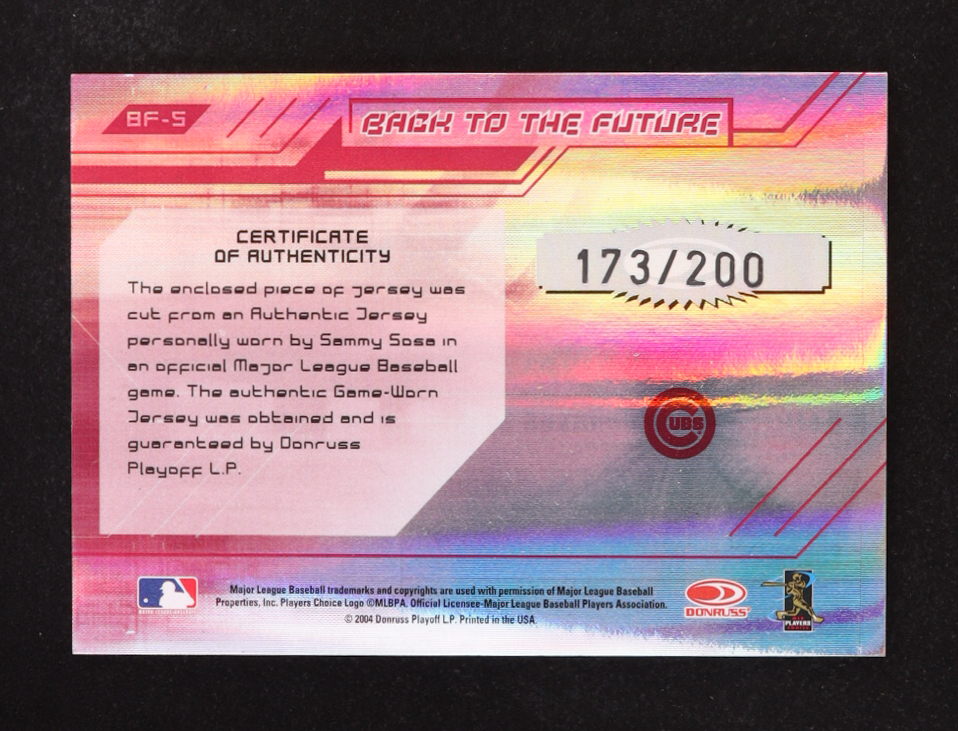 BF-5
BACK TO THE FUTURE
CERTIFICATE
OF AUTHENTICITY
The enclosed piece of jersey was
cut from an Authentic Jersey
personally worn by Sammy Sosa in
an official Major League Baseball
game. The authentic Game-Worn
Jersey was obtained and is
guaranteed by Donruss
Playoff L.P.
173/200
CUBS
Major League Baseball trademarks and copyrights are used with permission of Major League Baseball
Properties, Inc. Players Choice Logo ©MLBPA. Official Licensee-Major League Baseball Players Association.
© 2004 Donruss Playoff L.P. Printed in the USA.
DONRUSS
PLAYERS
CHOICE